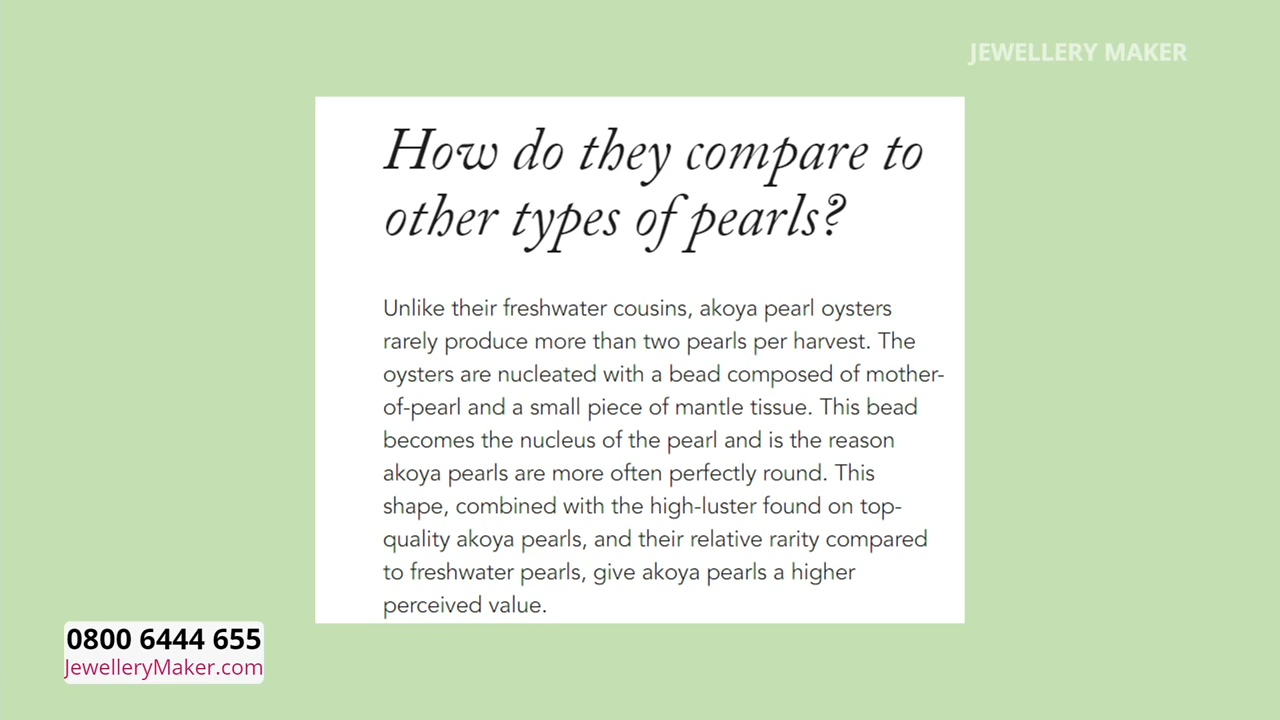 JEWELLERY MAKER
How do they compare to
other types of pearls?
Unlike their freshwater cousins, akoya pearl oysters
rarely produce more than two pearls per harvest. The
oysters are nucleated with a bead composed of mother-
of-pearl and a small piece of mantle tissue. This bead
becomes the nucleus of the pearl and is the reason
akoya pearls are more often perfectly round. This
shape, combined with the high-luster found on top-
quality akoya pearls, and their relative rarity compared
to freshwater pearls, give akoya pearls a higher
perceived value.
0800 6444 655
JewelleryMaker.com